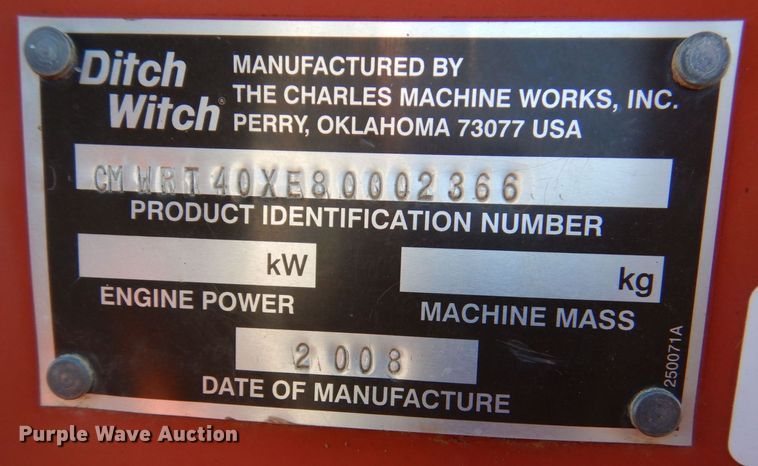 Ditch
Witch®
MANUFACTURED BY
THE CHARLES MACHINE WORKS, INC.
PERRY, OKLAHOMA 73077 USA
CMWRT40XE80002366
PRODUCT IDENTIFICATION NUMBER
kW
ENGINE POWER
kg
MACHINE MASS
2008
DATE OF MANUFACTURE
250071A
Purple Wave Auction